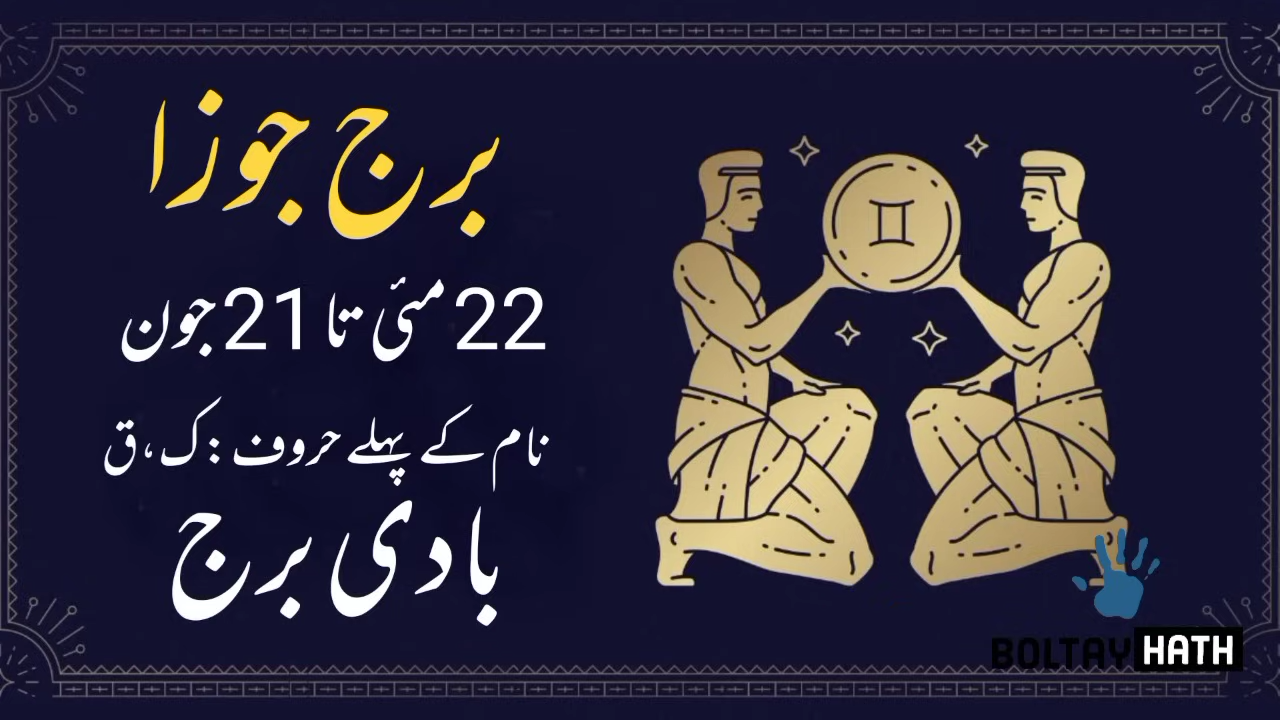 برج جوزا
22 مئی تا 21 جون
نام کے پہلے حروف : ک، ق
بادی برج
BOLTAY HATH